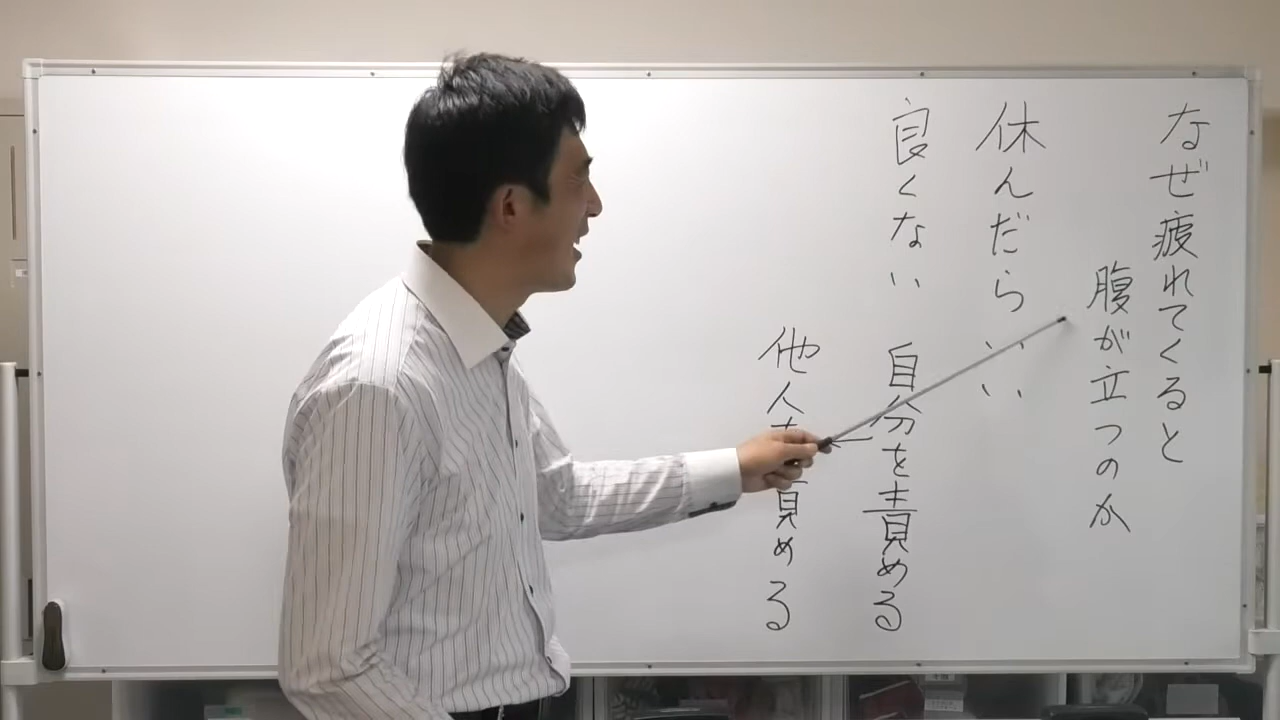 なぜ疲れてくると
腹が立つのか
休んだらいい
良くない 自分を責める
他人を責める